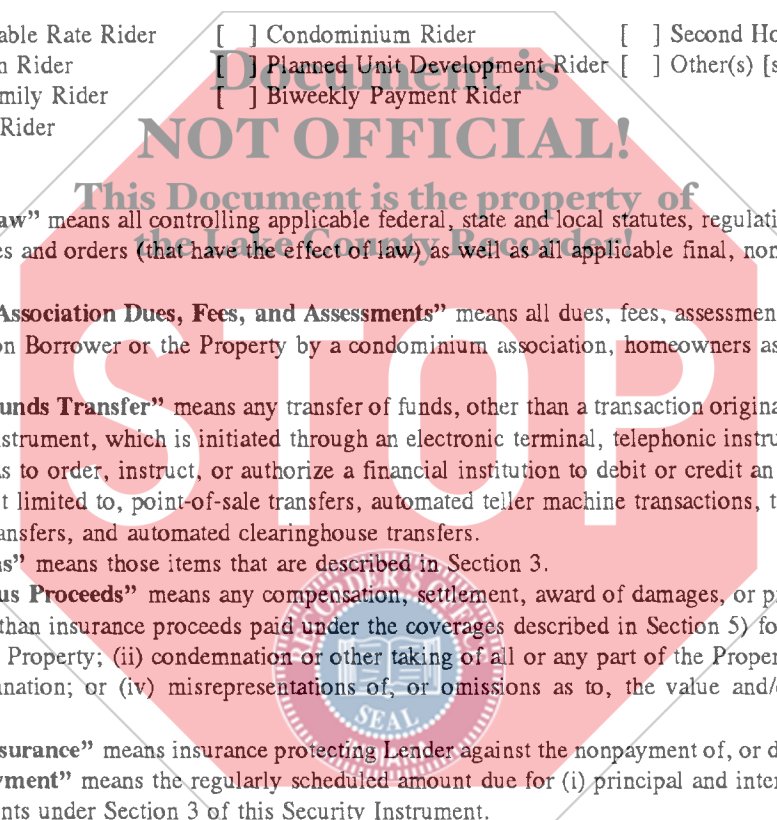 able Rate Rider [ ] Condominium Rider [ ] Second Ho
n Rider [ ] Planned Unit Development Rider [ ] Other(s) [s
mily Rider [ ] Biweekly Payment Rider
Rider
Document is
NOT OFFICIAL!
This Document is the property of
the Lake County Recorder!
aw” means all controlling applicable federal, state and local statutes, regulati
es and orders (that have the effect of law) as well as all applicable final, non
Association Dues, Fees, and Assessments” means all dues, fees, assessmen
on Borrower or the Property by a condominium association, homeowners as
unds Transfer” means any transfer of funds, other than a transaction origina
nstrument, which is initiated through an electronic terminal, telephonic instru
as to order, instruct, or authorize a financial institution to debit or credit an
t limited to, point-of-sale transfers, automated teller machine transactions, t
ansfers, and automated clearinghouse transfers.
STOP
ns” means those items that are described in Section 3.
us Proceeds” means any compensation, settlement, award of damages, or p
than insurance proceeds paid under the coverages described in Section 5) fo
Property; (ii) condemnation or other taking of all or any part of the Proper
nnation; or (iv) misrepresentations of, or omissions as to, the value and/
RECORDER'S OFFICE
SEAL
surance” means insurance protecting Lender against the nonpayment of, or d
yment” means the regularly scheduled amount due for (i) principal and inter
nts under Section 3 of this Security Instrument.